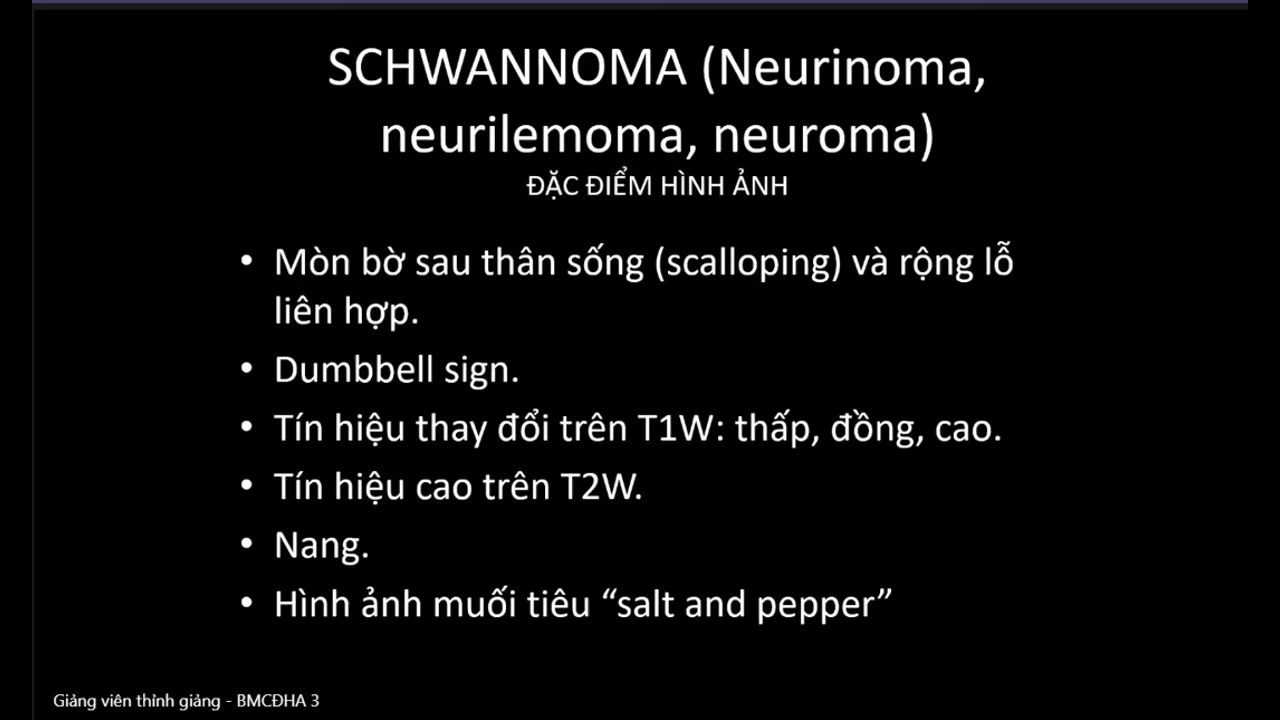 SCHWANNOMA (Neurinoma,
neurilemoma, neuroma)
ĐẶC ĐIỂM HÌNH ẢNH
• Mòn bờ sau thân sống (scalloping) và rộng lỗ
liên hợp.
• Dumbbell sign.
• Tín hiệu thay đổi trên T1W: thấp, đồng, cao.
• Tín hiệu cao trên T2W.
• Nang.
• Hình ảnh muối tiêu “salt and pepper”
Giảng viên thỉnh giảng - BMCĐHA 3